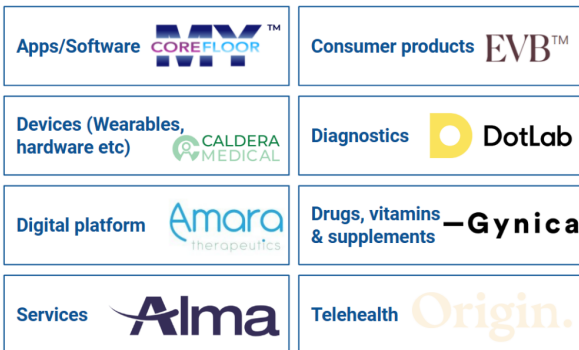 Apps/Software
MY™
COREFLOOR
Consumer products
EVB™
Devices (Wearables,
hardware etc)
CALDERA
MEDICAL
Diagnostics
DotLab
Digital platform
Amara
therapeutics
Drugs, vitamins
& supplements
Gynica
Services
Alma
Telehealth
Origin.